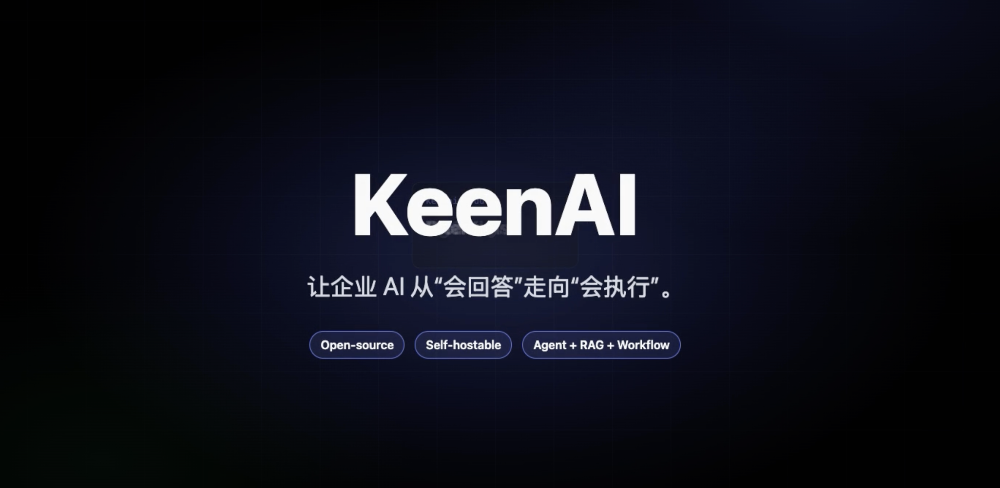 KeenAI
让企业 AI 从“会回答”走向“会执行”。
Open-source
Self-hostable
Agent + RAG + Workflow